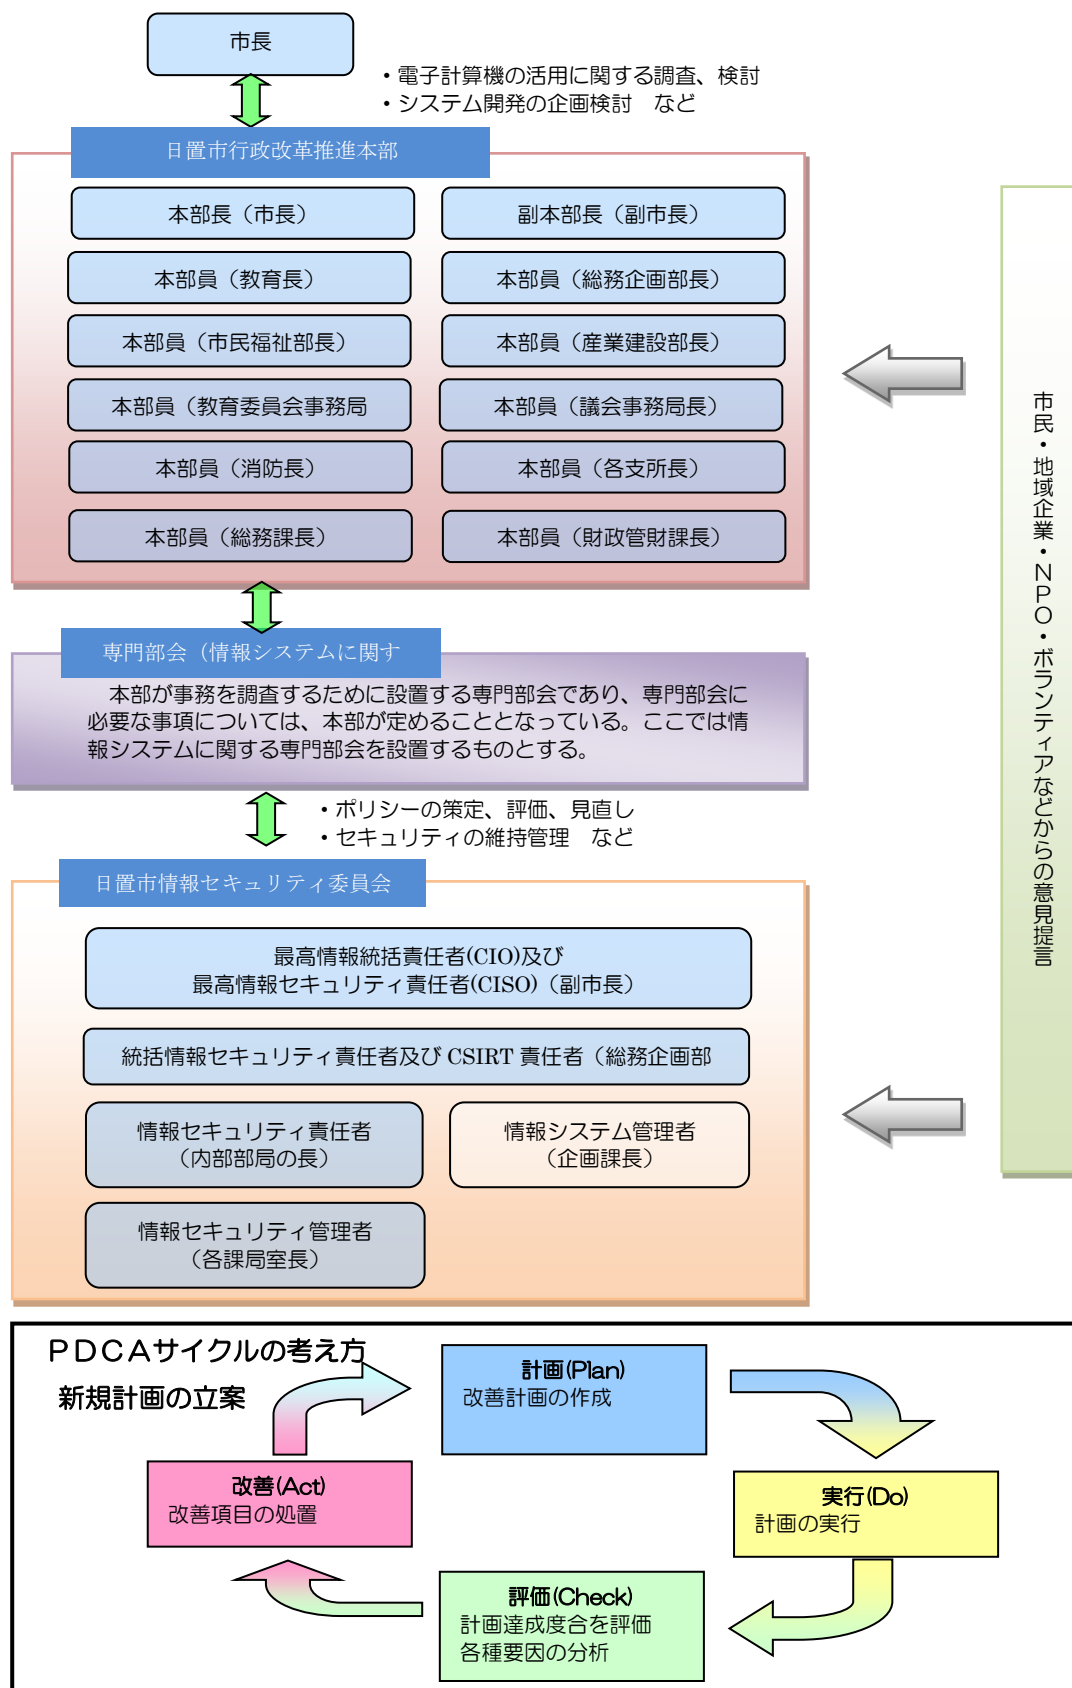 市長
・電子計算機の活用に関する調査、検討
・システム開発の企画検討　など
日置市行政改革推進本部
本部長（市長）
副本部長（副市長）
本部員（教育長）
本部員（総務企画部長）
本部員（市民福祉部長）
本部員（産業建設部長）
本部員（教育委員会事務局
本部員（議会事務局長）
本部員（消防長）
本部員（各支所長）
本部員（総務課長）
本部員（財政管財課長）
専門部会（情報システムに関す
本部が事務を調査するために設置する専門部会であり、専門部会に
必要な事項については、本部が定めることとなっている。ここでは情
報システムに関する専門部会を設置するものとする。
・ポリシーの策定、評価、見直し
・セキュリティの維持管理　など
日置市情報セキュリティ委員会
最高情報統括責任者(CIO)及び
最高情報セキュリティ責任者(CISO)（副市長）
統括情報セキュリティ責任者及び CSIRT 責任者（総務企画部
情報セキュリティ責任者
（内部部局の長）
情報システム管理者
（企画課長）
情報セキュリティ管理者
（各課局室長）
市民・地域企業・ＮＰＯ・ボランティアなどからの意見提言
ＰＤＣＡサイクルの考え方
新規計画の立案
計画(Plan)
改善計画の作成
実行(Do)
計画の実行
評価(Check)
計画達成度合を評価
各種要因の分析
改善(Act)
改善項目の処置